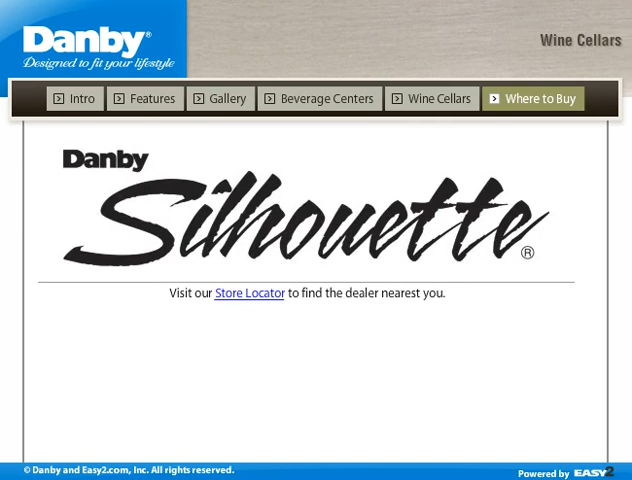 Danby®
Designed to fit your lifestyle
Wine Cellars
Intro
Features
Gallery
Beverage Centers
Wine Cellars
Where to Buy
Danby
Silhouette®
Visit our Store Locator to find the dealer nearest you.
© Danby and Easy2.com, Inc. All rights reserved.
Powered by EASY2